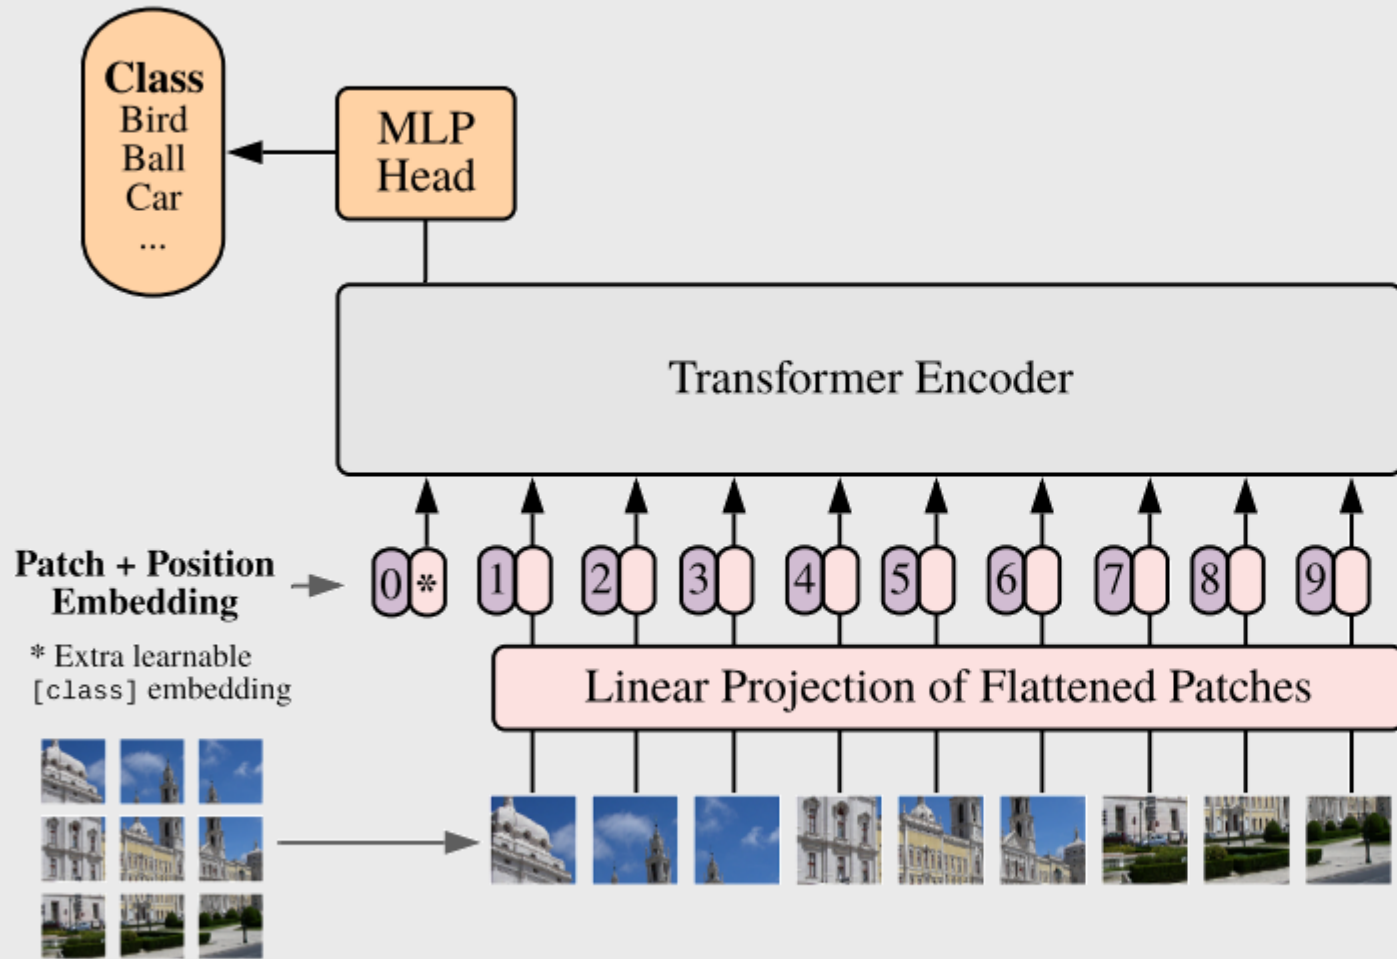 Class
Bird
Ball
Car
...
MLP
Head
Transformer Encoder
Patch + Position
Embedding
0 * 1 2 3 4 5 6 7 8 9
* Extra learnable
[class] embedding
Linear Projection of Flattened Patches